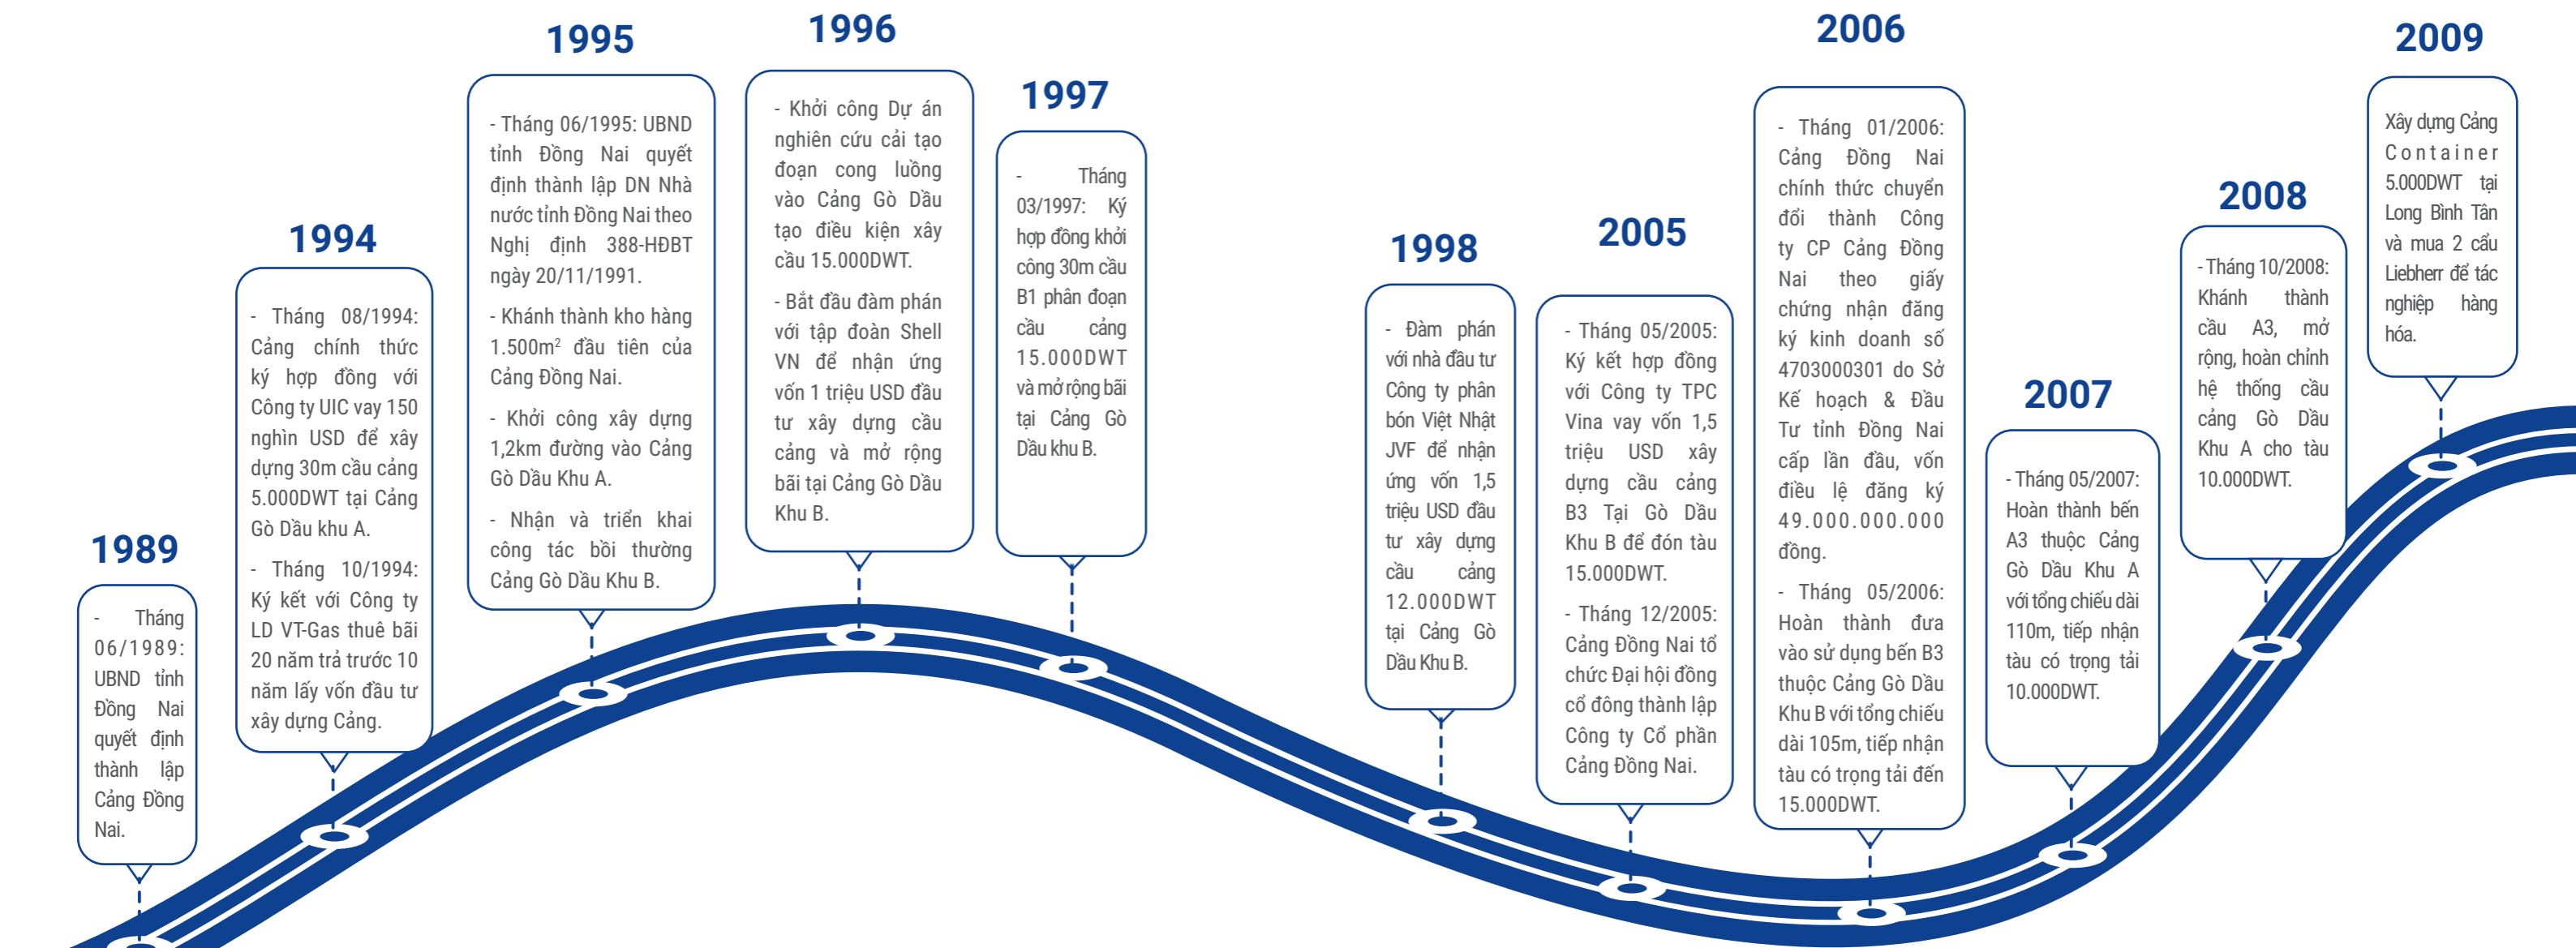 1989
- Tháng
06/1989:
UBND tỉnh
Đồng Nai
quyết định
thành lập
Cảng Đồng
Nai.
1994
- Tháng 08/1994:
Cảng chính thức
ký hợp đồng với
Công ty UIC vay 150
nghìn USD để xây
dựng 30m cầu cảng
5.000DWT tại Cảng
Gò Dầu khu A.
- Tháng 10/1994:
Ký kết với Công ty
LD VT-Gas thuê bãi
20 năm trả trước 10
năm lấy vốn đầu tư
xây dựng Cảng.
1995
- Tháng 06/1995: UBND
tỉnh Đồng Nai quyết
định thành lập DN Nhà
nước tỉnh Đồng Nai theo
Nghị định 388-HĐBT
ngày 20/11/1991.
- Khánh thành kho hàng
1.500m² đầu tiên của
Cảng Đồng Nai.
- Khởi công xây dựng
1,2km đường vào Cảng
Gò Dầu Khu A.
- Nhận và triển khai
công tác bồi thường
Cảng Gò Dầu Khu B.
1996
- Khởi công Dự án
nghiên cứu cải tạo
đoạn cong luồng
vào Cảng Gò Dầu
tạo điều kiện xây
cầu 15.000DWT.
- Bắt đầu đàm phán
với tập đoàn Shell
VN để nhận ứng
vốn 1 triệu USD đầu
tư xây dựng cầu
cảng và mở rộng
bãi tại Cảng Gò Dầu
Khu B.
1997
- Tháng
03/1997: Ký
hợp đồng khởi
công 30m cầu
B1 phân đoạn
cầu cảng
15.000DWT
và mở rộng bãi
tại Cảng Gò
Dầu khu B.
1998
- Đàm phán
với nhà đầu tư
Công ty phân
bón Việt Nhật
JVF để nhận
ứng vốn 1,5
triệu USD đầu
tư xây dựng
cầu cảng
12.000DWT
tại Cảng Gò
Dầu Khu B.
2005
- Tháng 05/2005:
Ký kết hợp đồng
với Công ty TPC
Vina vay vốn 1,5
triệu USD xây
dựng cầu cảng
B3 Tại Gò Dầu
Khu B để đón tàu
15.000DWT.
- Tháng 12/2005:
Cảng Đồng Nai tổ
chức Đại hội đồng
cổ đông thành lập
Công ty Cổ phần
Cảng Đồng Nai.
2006
- Tháng 01/2006:
Cảng Đồng Nai
chính thức chuyển
đổi thành Công
ty CP Cảng Đồng
Nai theo giấy
chứng nhận đăng
ký kinh doanh số
4703000301 do Sở
Kế hoạch & Đầu
Tư tỉnh Đồng Nai
cấp lần đầu, vốn
điều lệ đăng ký
49.000.000.000
đồng.
- Tháng 05/2006:
Hoàn thành đưa
vào sử dụng bến B3
thuộc Cảng Gò Dầu
Khu B với tổng chiếu
dài 105m, tiếp nhận
tàu có trọng tải đến
15.000DWT.
2007
- Tháng 05/2007:
Hoàn thành bến
A3 thuộc Cảng
Gò Dầu Khu A
với tổng chiếu dài
110m, tiếp nhận
tàu có trọng tải
10.000DWT.
2008
- Tháng 10/2008:
Khánh thành
cầu A3, mở
rộng, hoàn chỉnh
hệ thống cầu
cảng Gò Dầu
Khu A cho tàu
10.000DWT.
2009
Xây dựng Cảng
Container
5.000DWT tại
Long Bình Tân
và mua 2 cẩu
Liebherr để tác
nghiệp hàng
hóa.